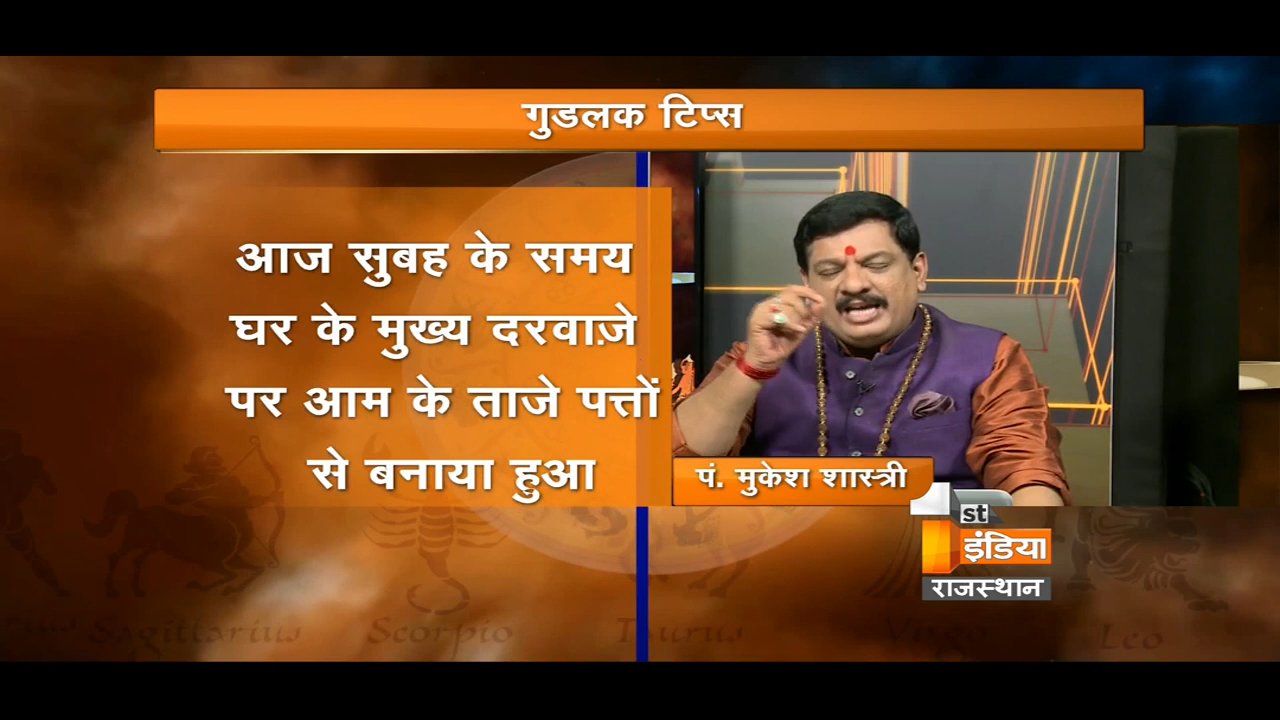 गुडलक टिप्स
आज सुबह के समय
घर के मुख्य दरवाज़े
पर आम के ताजे पत्तों
से बनाया हुआ
पं. मुकेश शास्त्री
1st
इंडिया
राजस्थान
Sagittarius
Scorpio
Taurus
Virgo
Leo